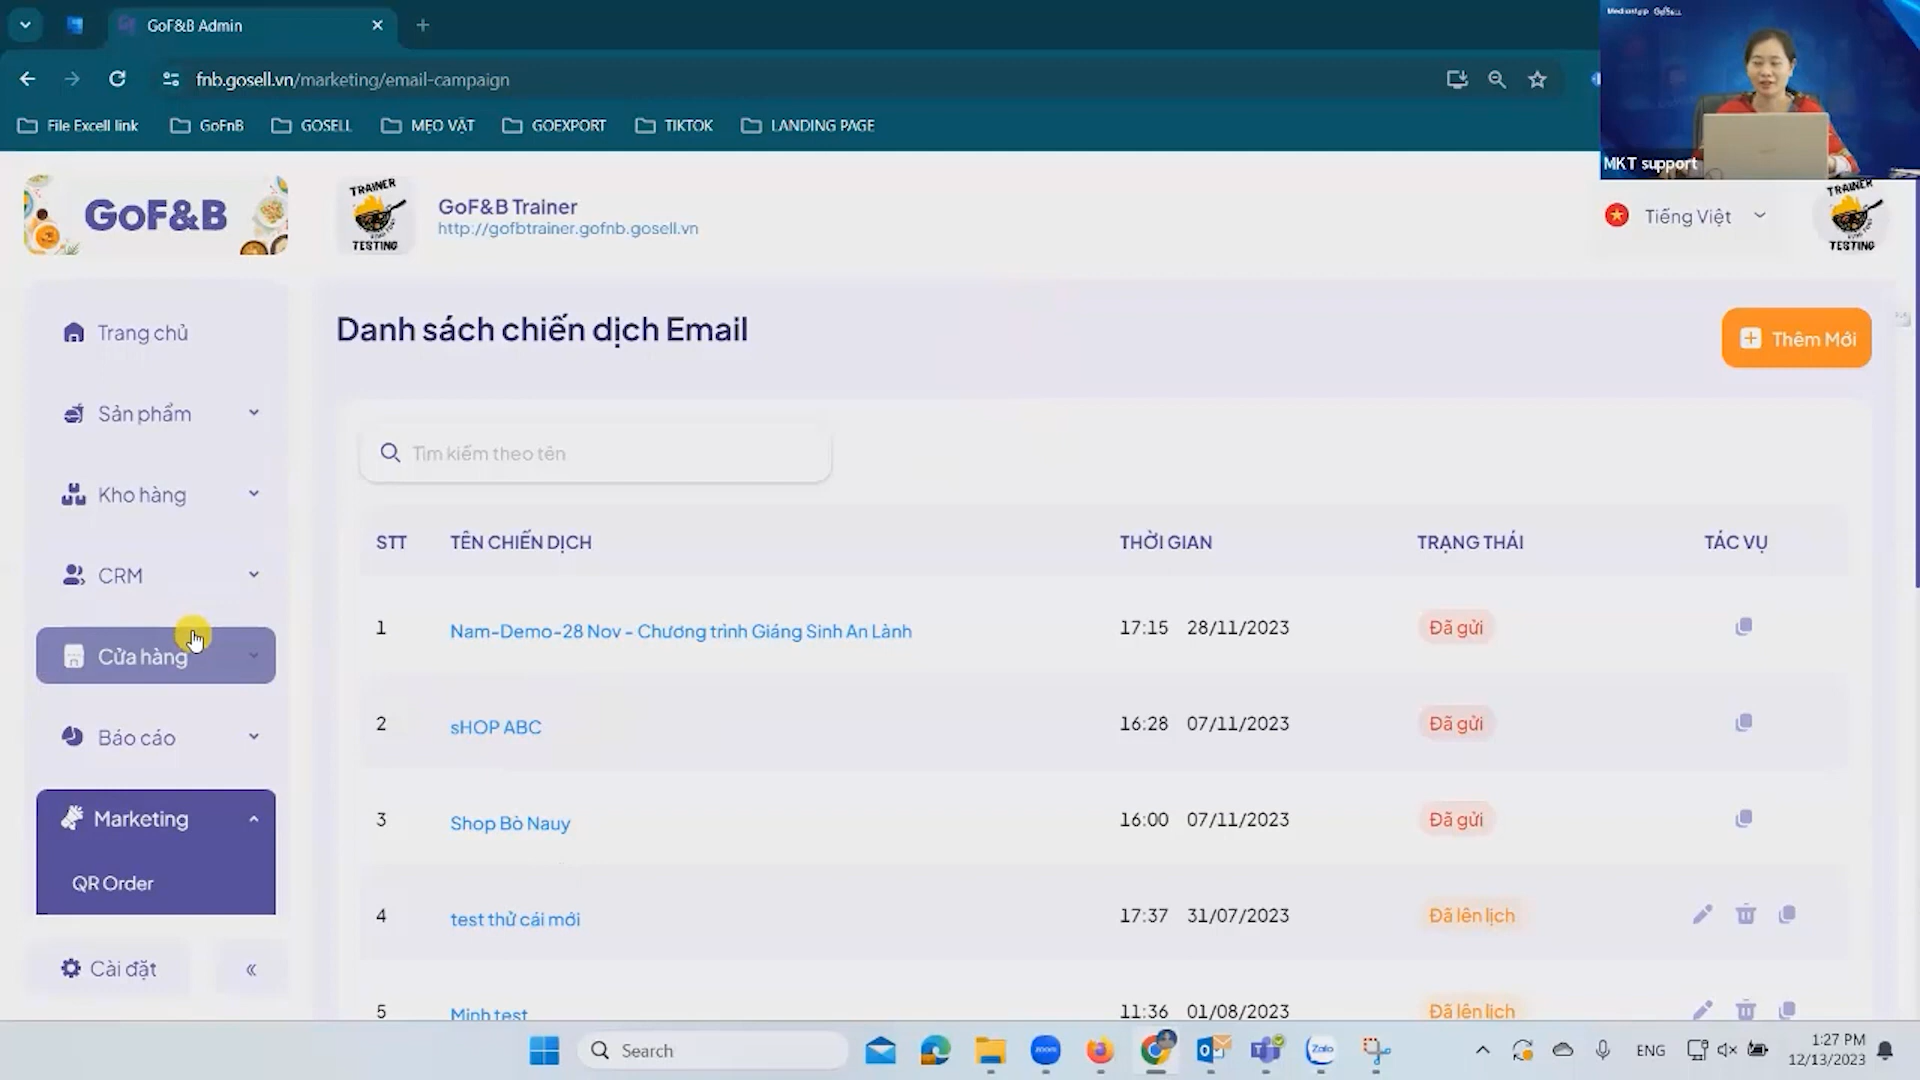 GoF&B Admin
fnb.gosell.vn/marketing/email-campaign
File Excell link
GoFnB
GOSELL
MẸO VẶT
GOEXPORT
TIKTOK
LANDING PAGE
Mediastep GoSELL
MKT support
GoF&B
TRAINER
TESTING
GoF&B Trainer
http://gofbtrainer.gofnb.gosell.vn
Tiếng Việt
TRAINER
TESTING
Trang chủ
Sản phẩm
Kho hàng
CRM
Cửa hàng
Báo cáo
Marketing
QR Order
Cài đặt
Danh sách chiến dịch Email
Thêm Mới
Tìm kiếm theo tên
STT TÊN CHIẾN DỊCH THỜI GIAN TRẠNG THÁI TÁC VỤ
1 Nam-Demo-28 Nov - Chương trình Giáng Sinh An Lành 17:15 28/11/2023 Đã gửi
2 sHOP ABC 16:28 07/11/2023 Đã gửi
3 Shop Bò Nauy 16:00 07/11/2023 Đã gửi
4 test thử cái mới 17:37 31/07/2023 Đã lên lịch
5 Minh test 11:36 01/08/2023 Đã lên lịch
Search
zoom
Zalo
ENG
1:27 PM
12/13/2023